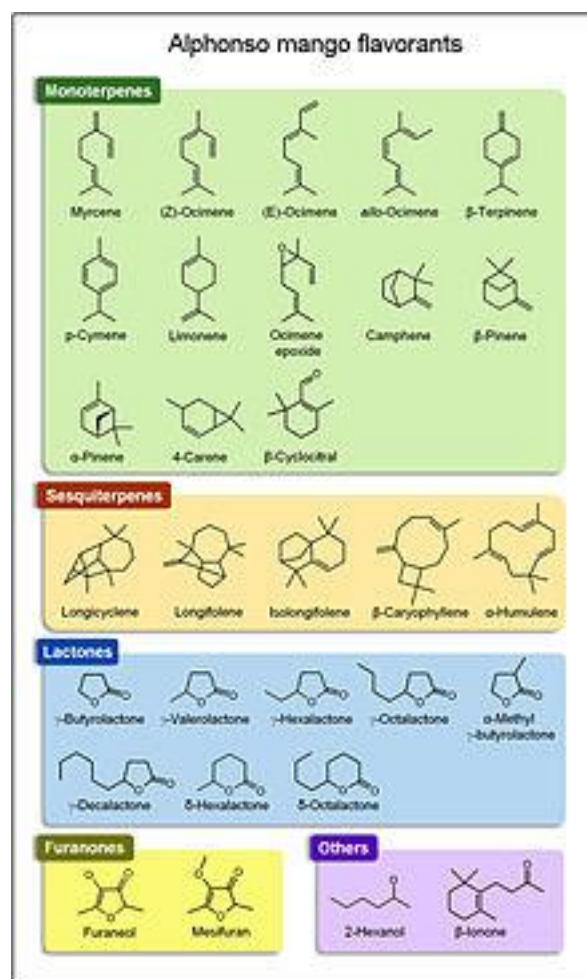 Alphonso mango flavorants
Monoterpenes
Myrcene (Z)-Ocimene (E)-Ocimene allo-Ocimene β-Terpinene
p-Cymene Limonene Ocimene epoxide Camphene β-Pinene
α-Pinene 4-Carene β-Cyclocitral
Sesquiterpenes
Longicyclene Longifolene Isolongifolene β-Caryophyllene α-Humulene
Lactones
γ-Butyrolactone γ-Valerolactone γ-Hexalactone γ-Octalactone α-Methyl γ-butyrolactone
γ-Decalactone δ-Hexalactone δ-Octalactone
Furanones Others
Furaneol Mesifuran 2-Hexanol β-Ionone